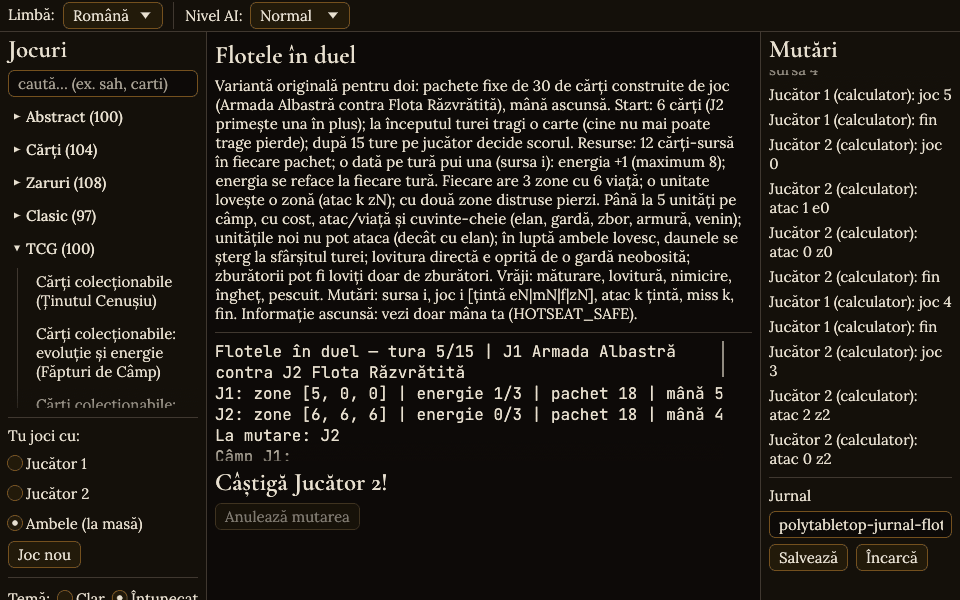 Limbă: Română ▼ Nivel AI: Normal ▼
Jocuri
caută... (ex. sah, carti)
▸ Abstract (100)
▸ Cărți (104)
▸ Zaruri (108)
▸ Clasic (97)
▾ TCG (100)
Cărți colecționabile
(Ținutul Cenușiu)
Cărți colecționabile:
evoluție și energie
(Făpturi de Câmp)
Cărți colecționabile:
Tu joci cu:
Jucător 1
Jucător 2
Ambele (la masă)
Joc nou
Temă: Clar Întunecat
Flotele în duel
Variantă originală pentru doi: pachete fixe de 30 de cărți construite de joc
(Armada Albastră contra Flota Răzvrătită), mână ascunsă. Start: 6 cărți (J2
primește una în plus); la începutul turei tragi o carte (cine nu mai poate
trage pierde); după 15 ture pe jucător decide scorul. Resurse: 12 cărți-sursă
în fiecare pachet; o dată pe tură pui una (sursa i): energia +1 (maximum 8);
energia se reface la fiecare tură. Fiecare are 3 zone cu 6 viață; o unitate
lovește o zonă (atac k zN); cu două zone distruse pierzi. Până la 5 unități pe
câmp, cu cost, atac/viață și cuvinte-cheie (elan, gardă, zbor, armură, venin);
unitățile noi nu pot ataca (decât cu elan); în luptă ambele lovesc, daunele se
șterg la sfârșitul turei; lovitura directă e oprită de o gardă neobosită;
zburătorii pot fi loviți doar de zburători. Vrăji: măturare, lovitură, nimicire,
îngheț, pescuit. Mutări: sursa i, joc i [țintă eN|mN|f|zN], atac k țintă, miss k,
fin. Informație ascunsă: vezi doar mâna ta (HOTSEAT_SAFE).
Flotele în duel — tura 5/15 | J1 Armada Albastră
contra J2 Flota Răzvrătită
J1: zone [5, 0, 0] | energie 1/3 | pachet 18 | mână 5
J2: zone [6, 6, 6] | energie 0/3 | pachet 18 | mână 4
La mutare: J2
Câmp J1:
Câștigă Jucător 2!
Anulează mutarea
Mutări
sursa 4
Jucător 1 (calculator): joc 5
Jucător 1 (calculator): fin
Jucător 2 (calculator): joc
0
Jucător 2 (calculator):
atac 1 e0
Jucător 2 (calculator):
atac 0 z0
Jucător 2 (calculator): fin
Jucător 1 (calculator): joc 4
Jucător 1 (calculator): fin
Jucător 2 (calculator): joc
3
Jucător 2 (calculator):
atac 2 z2
Jucător 2 (calculator):
atac 0 z2
Jurnal
polytabletop-jurnal-flot
Salvează Încarcă